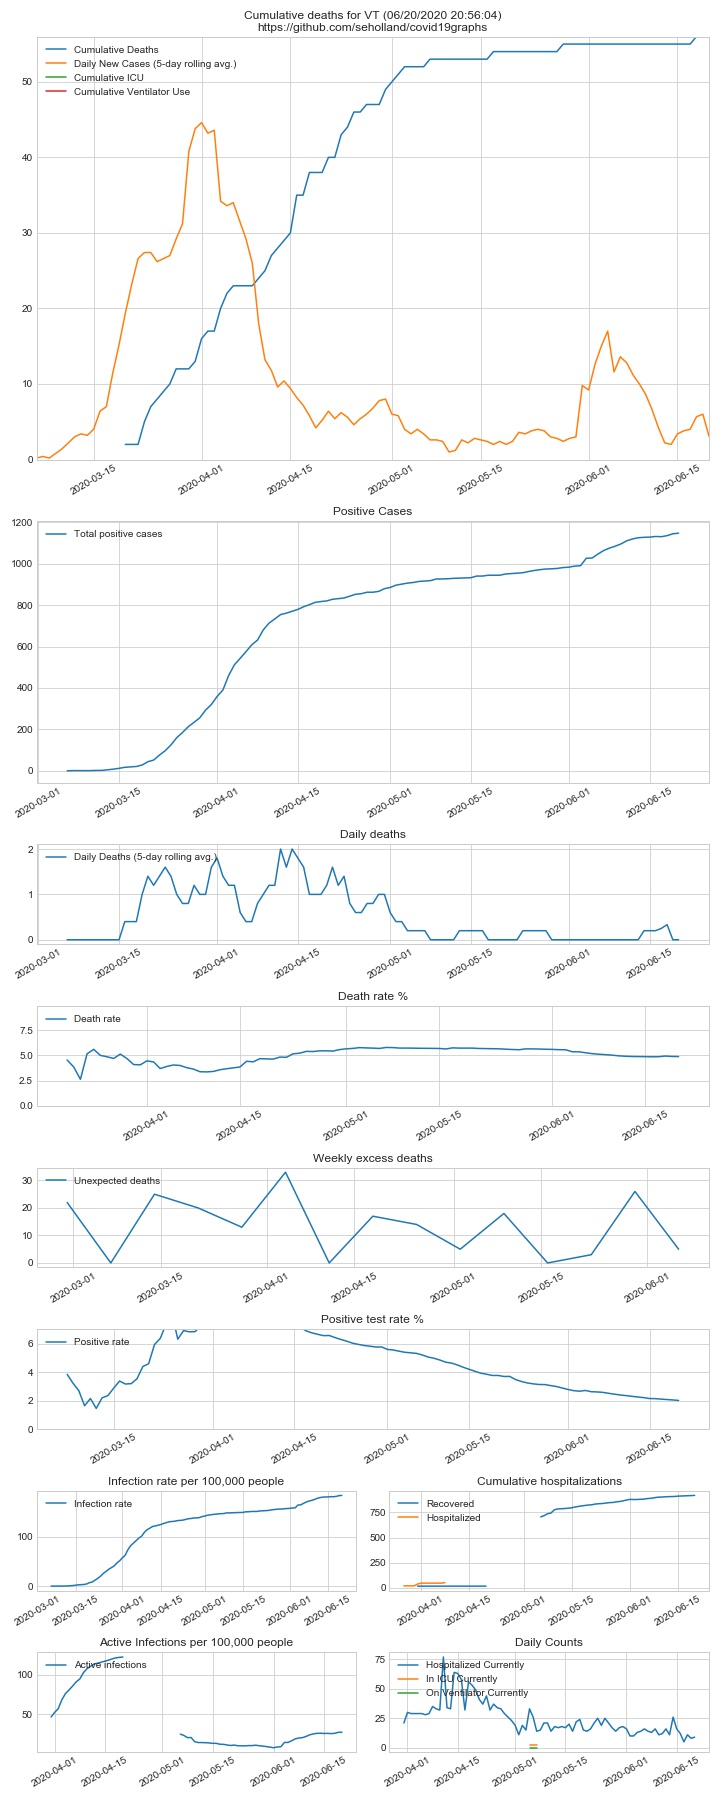 Cumulative deaths for VT (06/20/2020 20:56:04)
https://github.com/seholland/covid19graphs
Cumulative Deaths
Daily New Cases (5-day rolling avg.)
Cumulative ICU
Cumulative Ventilator Use
50
40
30
20
10
0
2020-03-15 2020-04-01 2020-04-15 2020-05-01 2020-05-15 2020-06-01 2020-06-15
Positive Cases
Total positive cases
1200
1000
800
600
400
200
0
2020-03-01 2020-03-15 2020-04-01 2020-04-15 2020-05-01 2020-05-15 2020-06-01 2020-06-15
Daily deaths
Daily Deaths (5-day rolling avg.)
2
1
0
2020-03-01 2020-03-15 2020-04-01 2020-04-15 2020-05-01 2020-05-15 2020-06-01 2020-06-15
Death rate %
Death rate
7.5
5.0
2.5
0.0
2020-04-01 2020-04-15 2020-05-01 2020-05-15 2020-06-01 2020-06-15
Weekly excess deaths
Unexpected deaths
30
20
10
0
2020-03-01 2020-03-15 2020-04-01 2020-04-15 2020-05-01 2020-05-15 2020-06-01
Positive test rate %
Positive rate
6
4
2
0
2020-03-15 2020-04-01 2020-04-15 2020-05-01 2020-05-15 2020-06-01 2020-06-15
Infection rate per 100,000 people
Infection rate
100
0
2020-03-01 2020-03-15 2020-04-01 2020-04-15 2020-05-01 2020-05-15 2020-06-01 2020-06-15
Cumulative hospitalizations
Recovered
Hospitalized
750
500
250
0
2020-04-01 2020-04-15 2020-05-01 2020-05-15 2020-06-01 2020-06-15
Active Infections per 100,000 people
Active infections
100
50
2020-04-01 2020-04-15 2020-05-01 2020-05-15 2020-06-01 2020-06-15
Daily Counts
Hospitalized Currently
In ICU Currently
On Ventilator Currently
75
50
25
0
2020-04-01 2020-04-15 2020-05-01 2020-05-15 2020-06-01 2020-06-15